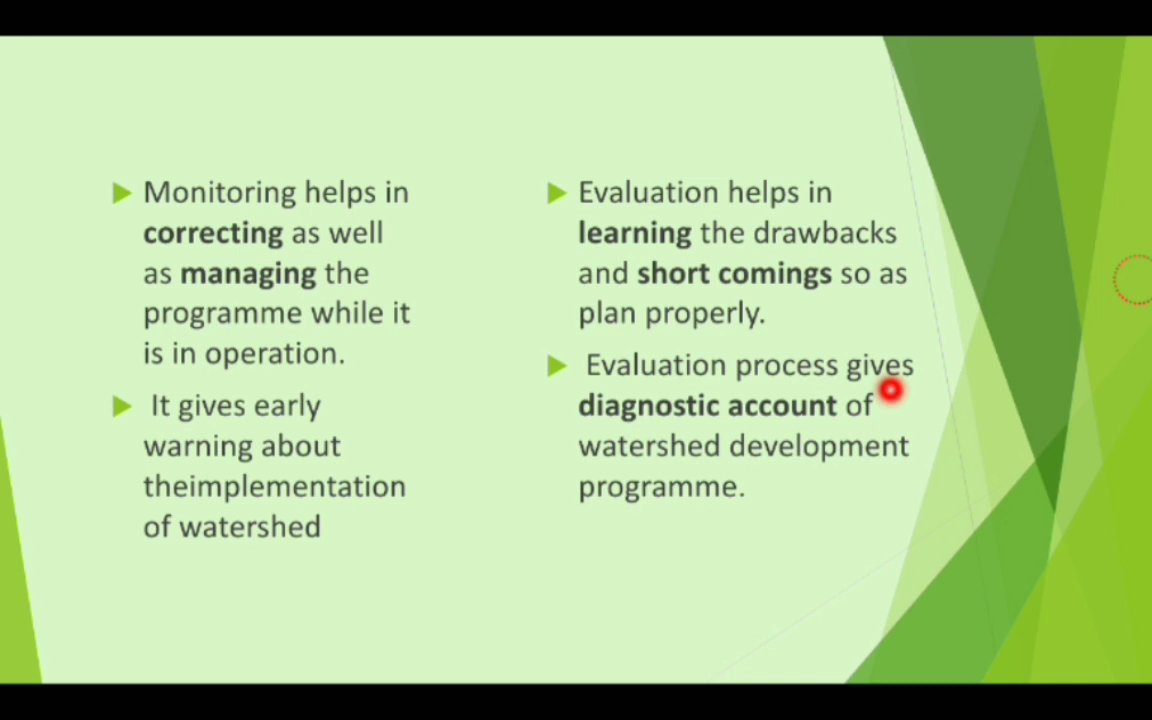 Monitoring helps in
correcting as well
as managing the
programme while it
is in operation.
It gives early
warning about
theimplementation
of watershed
Evaluation helps in
learning the drawbacks
and short comings so as
plan properly.
Evaluation process gives
diagnostic account of
watershed development
programme.